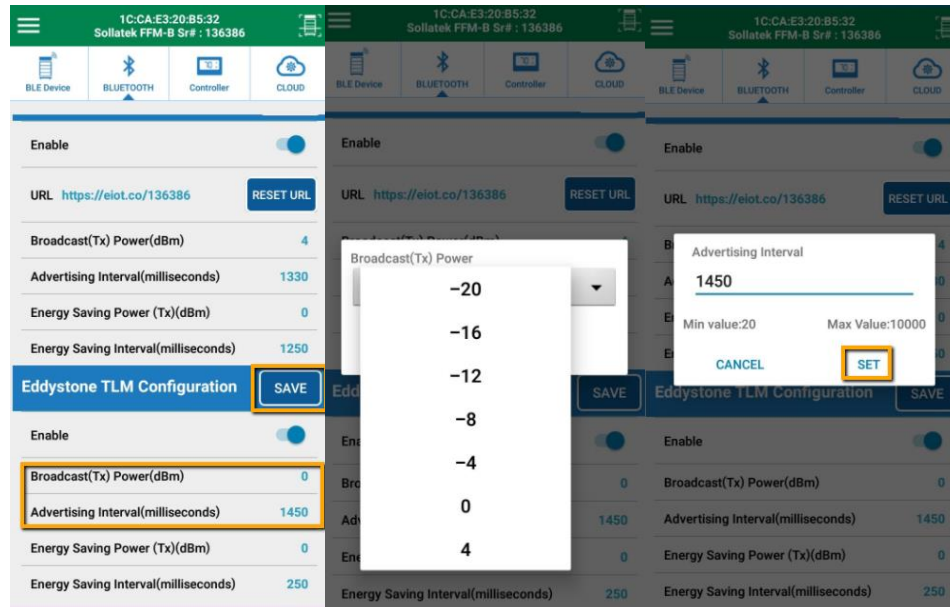 1C:CA:E3:20:B5:32
Sollatek FFM-B Sr# : 136386
BLE Device
BLUETOOTH
Controller
CLOUD
Enable
URL https://eiot.co/136386 RESET URL
Broadcast(Tx) Power(dBm) 4
Advertising Interval(milliseconds) 1330
Energy Saving Power (Tx)(dBm) 0
Energy Saving Interval(milliseconds) 1250
Eddystone TLM Configuration SAVE
Enable
Broadcast(Tx) Power(dBm) 0
Advertising Interval(milliseconds) 1450
Energy Saving Power (Tx)(dBm) 0
Energy Saving Interval(milliseconds) 250
1C:CA:E3:20:B5:32
Sollatek FFM-B Sr# : 136386
BLE Device
BLUETOOTH
Controller
CLOUD
Enable
URL https://eiot.co/136386 RESET URL
Broadcast(Tx) Power
-20
-16
-12
-8
-4
0
4
SAVE
0
1450
0
Energy Saving Interval(milliseconds) 250
1C:CA:E3:20:B5:32
Sollatek FFM-B Sr# : 136386
BLE Device
BLUETOOTH
Controller
CLOUD
Enable
URL https://eiot.co/136386 RESET URL
Advertising Interval
1450
Min value:20 Max Value:10000
CANCEL SET
Eddystone TLM Configuration SAVE
Enable
Broadcast(Tx) Power(dBm) 0
Advertising Interval(milliseconds) 1450
Energy Saving Power (Tx)(dBm) 0
Energy Saving Interval(milliseconds) 250